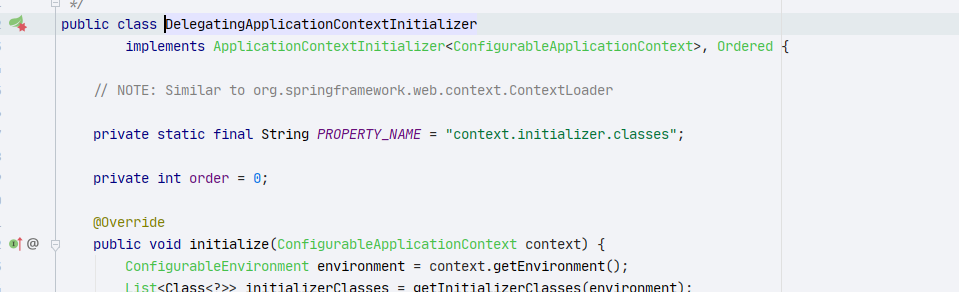 */
public class DelegatingApplicationContextInitializer
implements ApplicationContextInitializer<ConfigurableApplicationContext>, Ordered {
// NOTE: Similar to org.springframework.web.context.ContextLoader
private static final String PROPERTY_NAME = "context.initializer.classes";
private int order = 0;
@Override
public void initialize(ConfigurableApplicationContext context) {
ConfigurableEnvironment environment = context.getEnvironment();
List<Class<?>> initializerClasses = getInitializerClasses(environment);